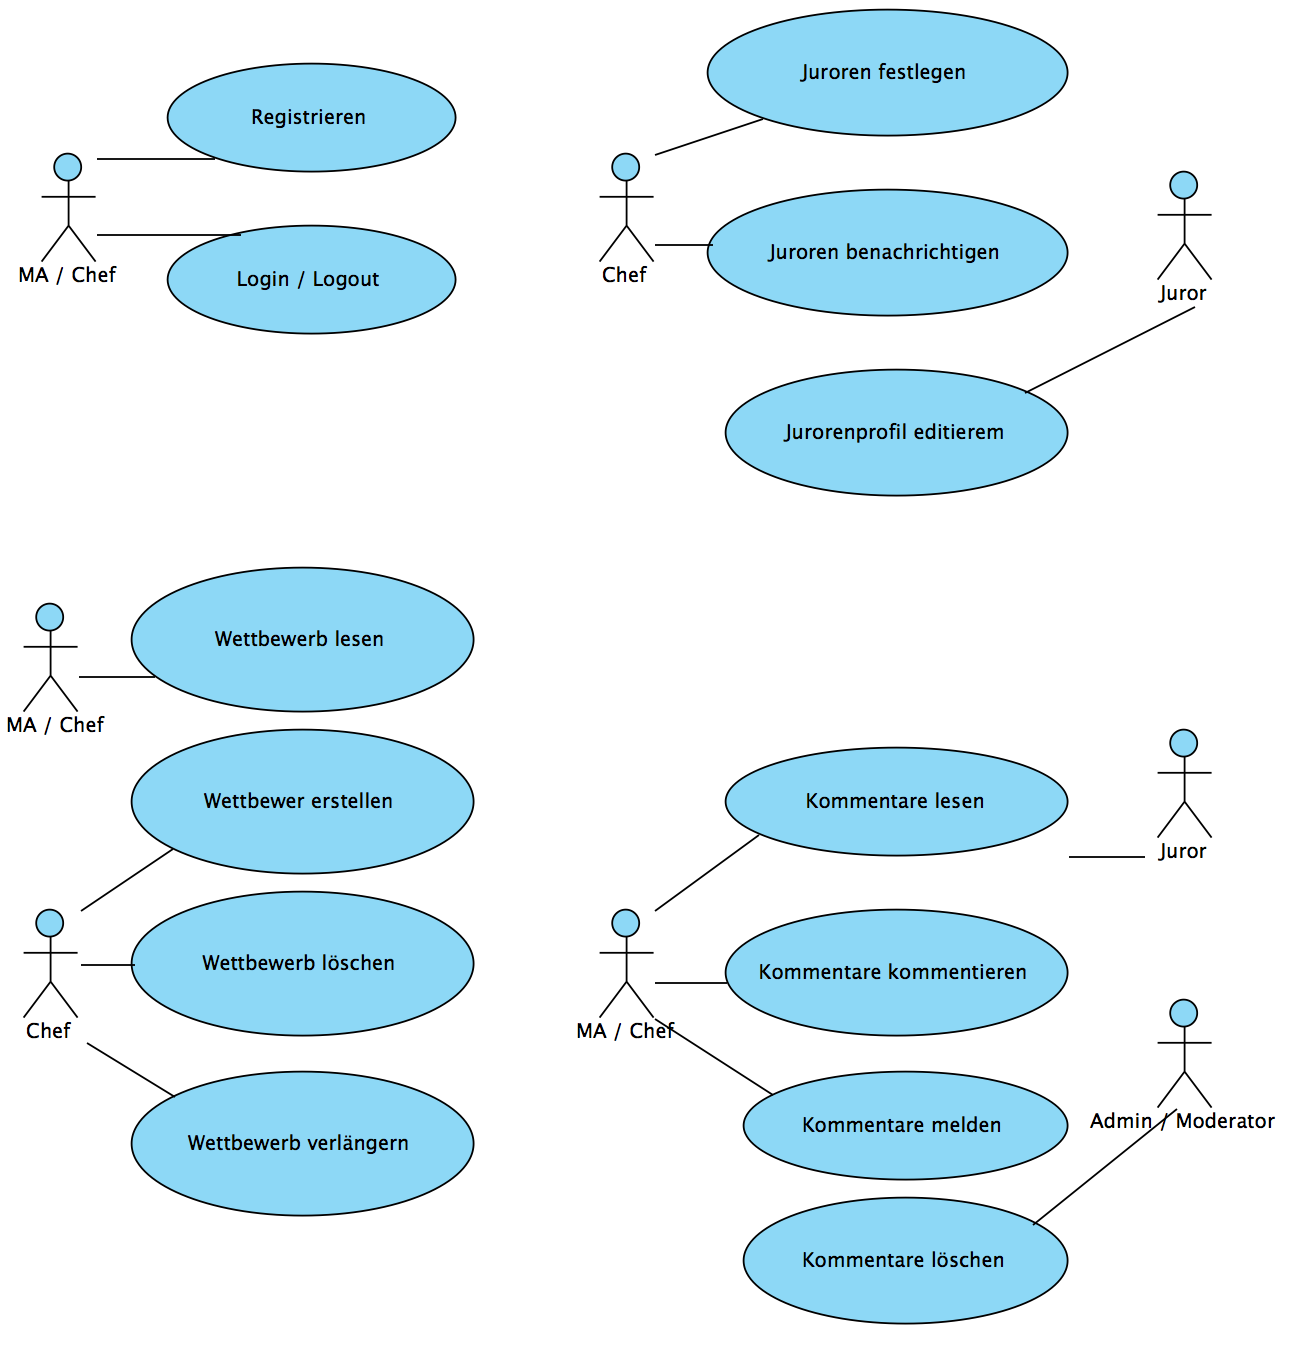 Registrieren
MA / Chef
Login / Logout
Juroren festlegen
Chef
Juroren benachrichtigen
Juror
Jurorenprofil editierem
Wettbewerb lesen
MA / Chef
Wettbewer erstellen
Wettbewerb löschen
Chef
Wettbewerb verlängern
Kommentare lesen
Juror
Kommentare kommentieren
MA / Chef
Kommentare melden
Admin / Moderator
Kommentare löschen